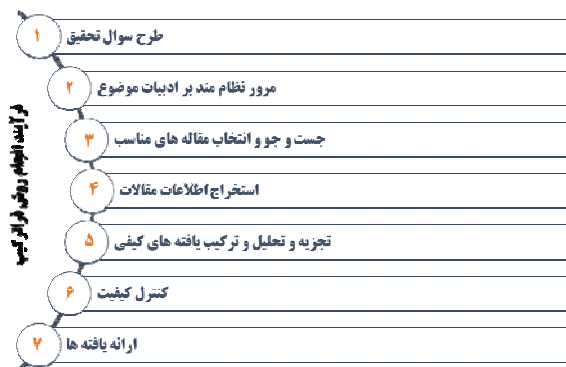 ۱ طرح سوال تحقیق
۲ مرور نظام مند بر ادبیات موضوع
۳ جست و جو و انتخاب مقاله های مناسب
۴ استخراج اطلاعات مقالات
۵ تجزیه و تحلیل و ترکیب یافته های کیفی
۶ کنترل کیفیت
۷ ارائه یافته ها
فرآیند انجام روش فراترکیب